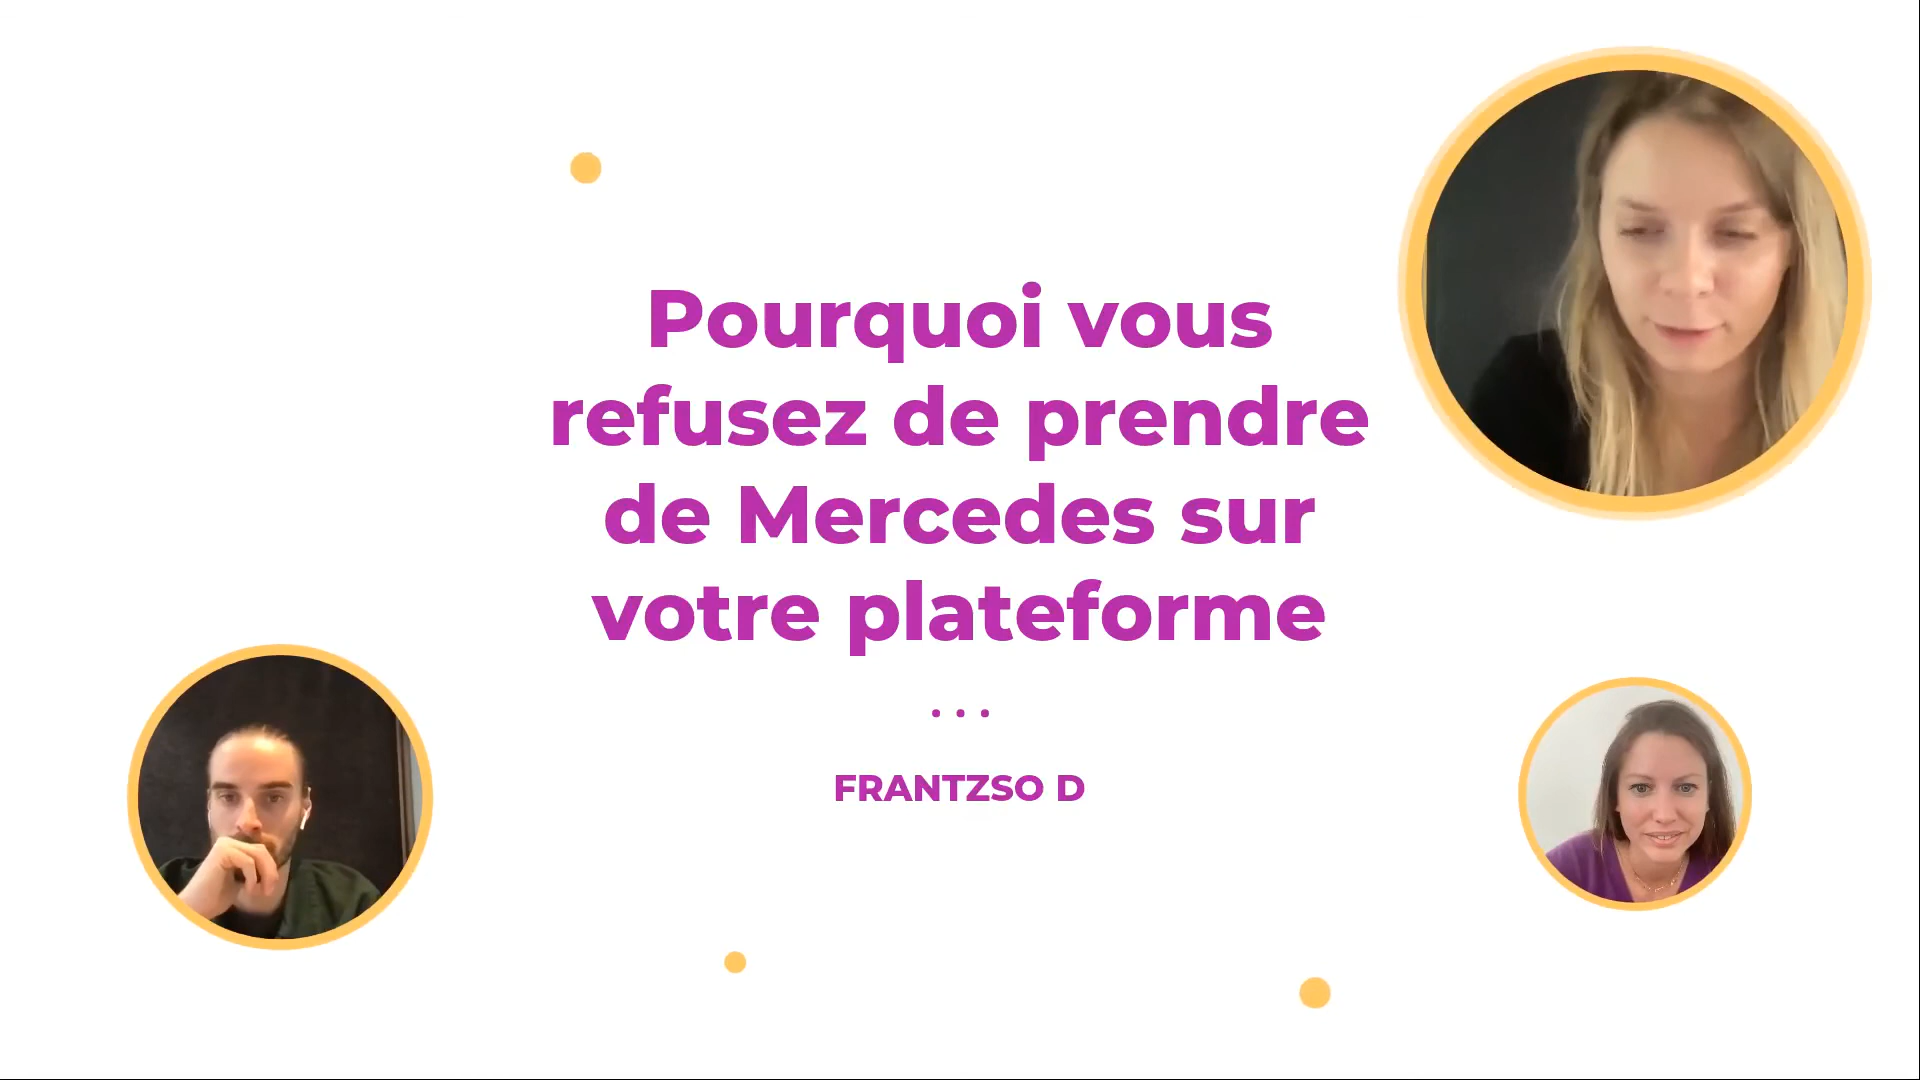 Pourquoi vous
refusez de prendre
de Mercedes sur
votre plateforme
...
FRANTZSO D